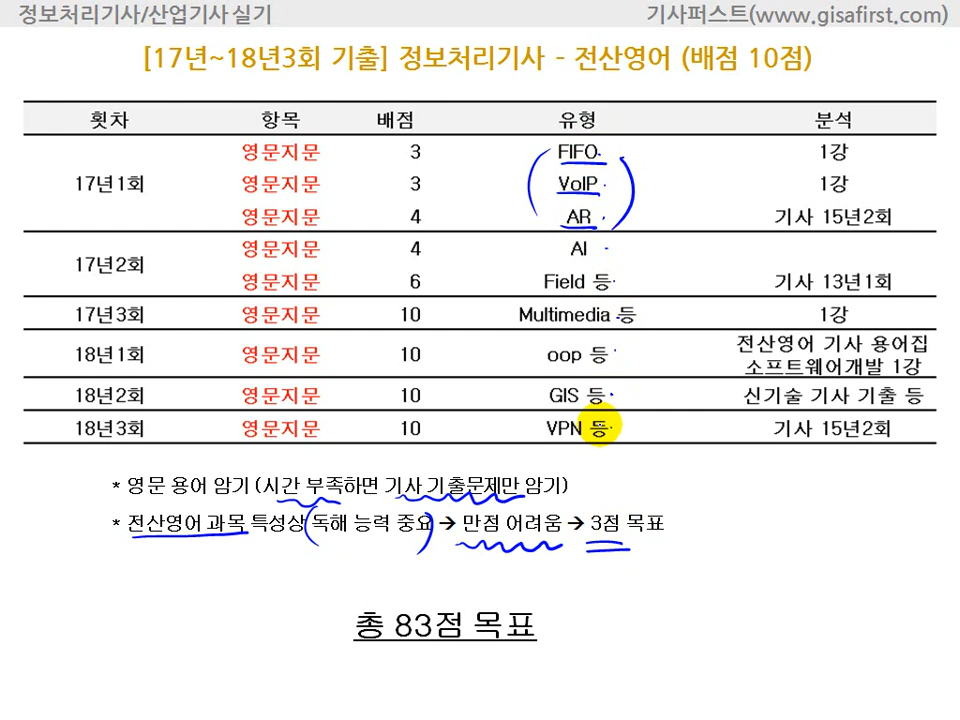 정보처리기사/산업기사 실기 기사퍼스트(www.gisafirst.com)
[17년~18년3회 기출] 정보처리기사 - 전산영어 (배점 10점)
횟차 항목 배점 유형 분석
17년1회 영문지문 3 FIFO 1강
영문지문 3 VoIP 1강
영문지문 4 AR 기사 15년2회
17년2회 영문지문 4 AI
영문지문 6 Field 등 기사 13년1회
17년3회 영문지문 10 Multimedia 등 1강
18년1회 영문지문 10 oop 등 전산영어 기사 용어집
소프트웨어개발 1강
18년2회 영문지문 10 GIS 등 신기술 기사 기출 등
18년3회 영문지문 10 VPN 등 기사 15년2회
* 영문 용어 암기 (시간 부족하면 기사 기출문제만 암기)
* 전산영어 과목 특성상 독해 능력 중요 → 만점 어려움 → 3점 목표
총 83점 목표